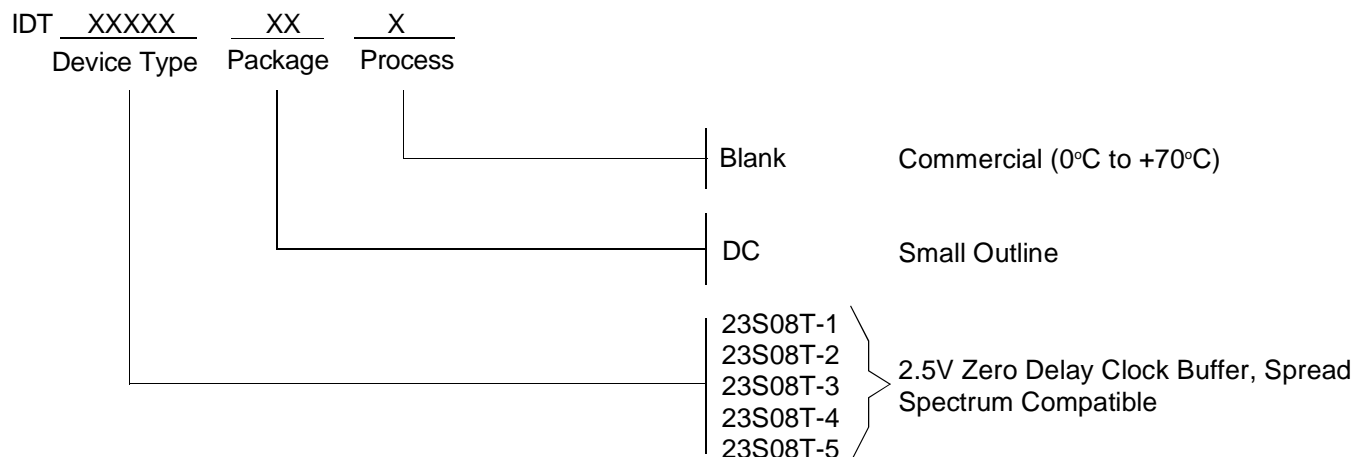 IDT XXXXX XX X
Device Type Package Process
Blank Commercial (0°C to +70°C)
DC Small Outline
23S08T-1
23S08T-2
23S08T-3
23S08T-4
23S08T-5
2.5V Zero Delay Clock Buffer, Spread
Spectrum Compatible